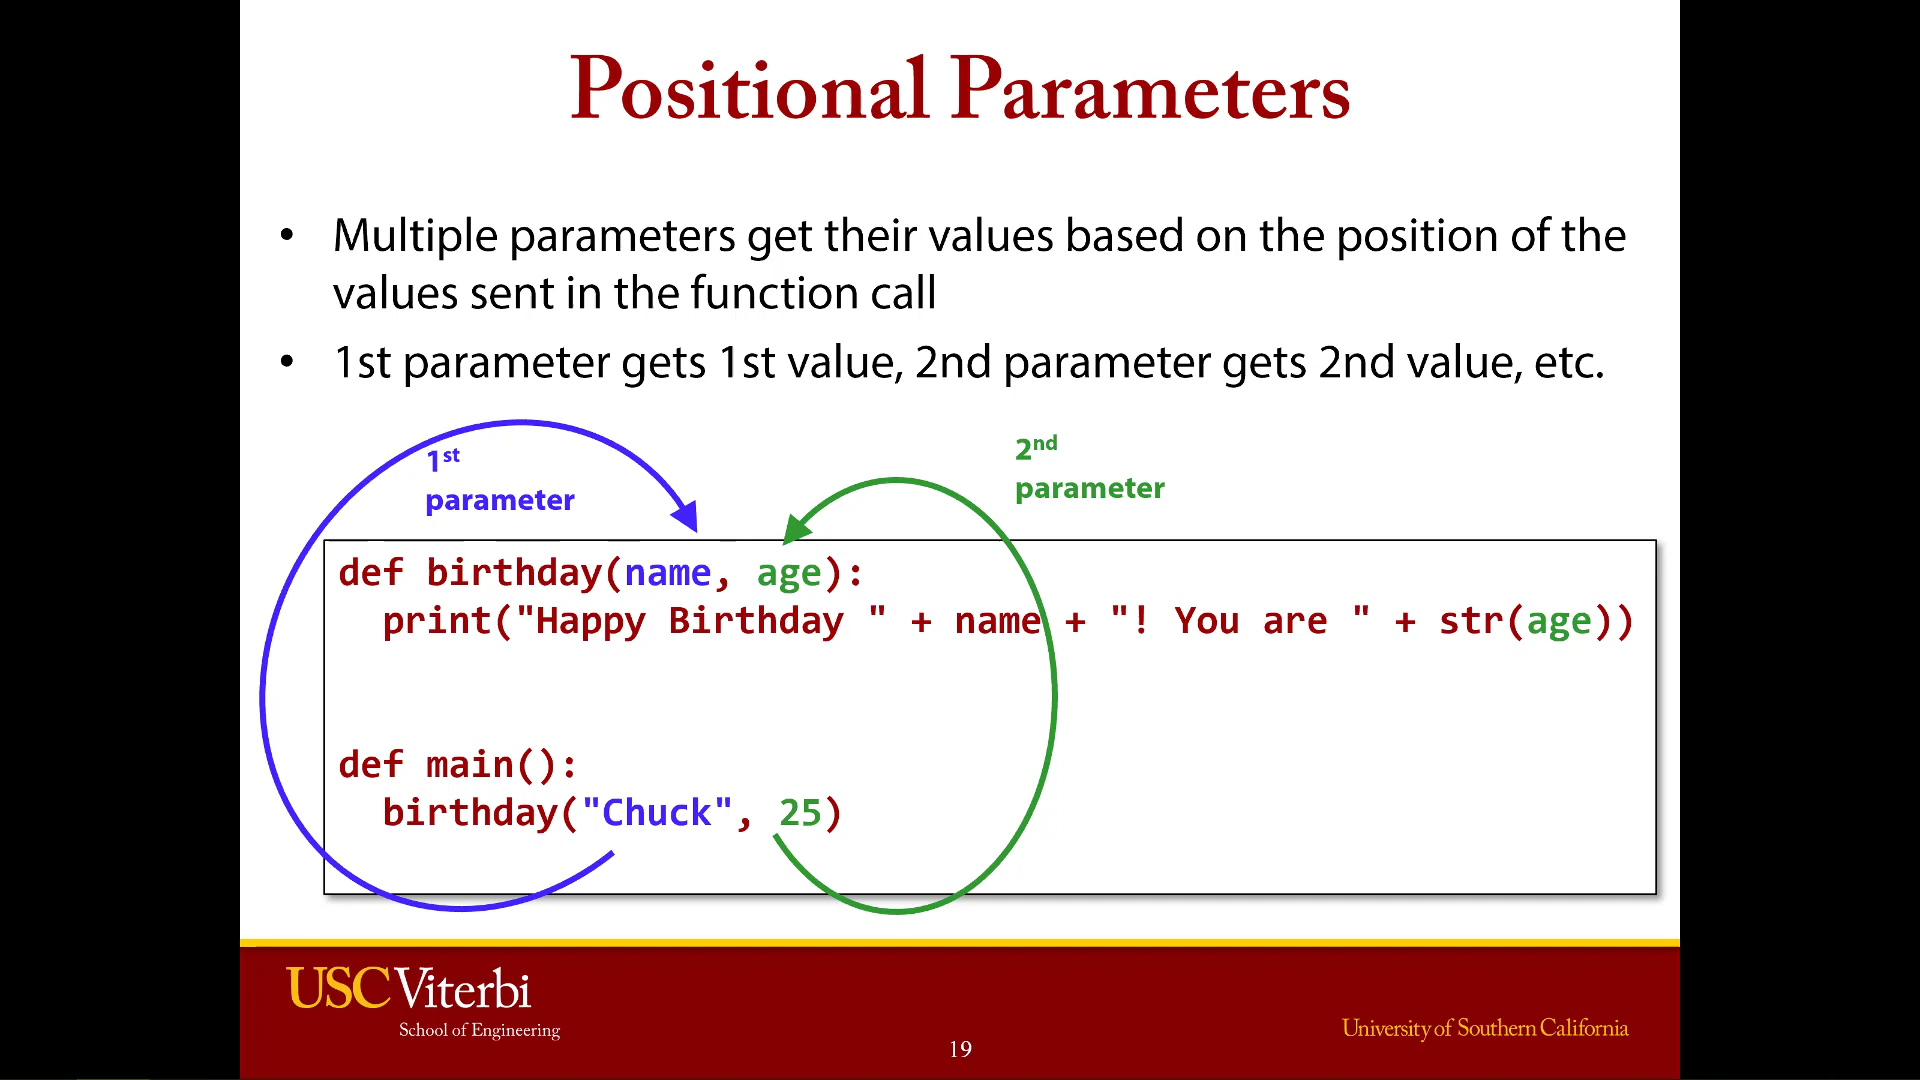 Positional Parameters
• Multiple parameters get their values based on the position of the
values sent in the function call
• 1st parameter gets 1st value, 2nd parameter gets 2nd value, etc.
1st
parameter
2nd
parameter
def birthday(name, age):
  print("Happy Birthday " + name + "! You are " + str(age))
def main():
  birthday("Chuck", 25)
USC Viterbi
School of Engineering
University of Southern California
19